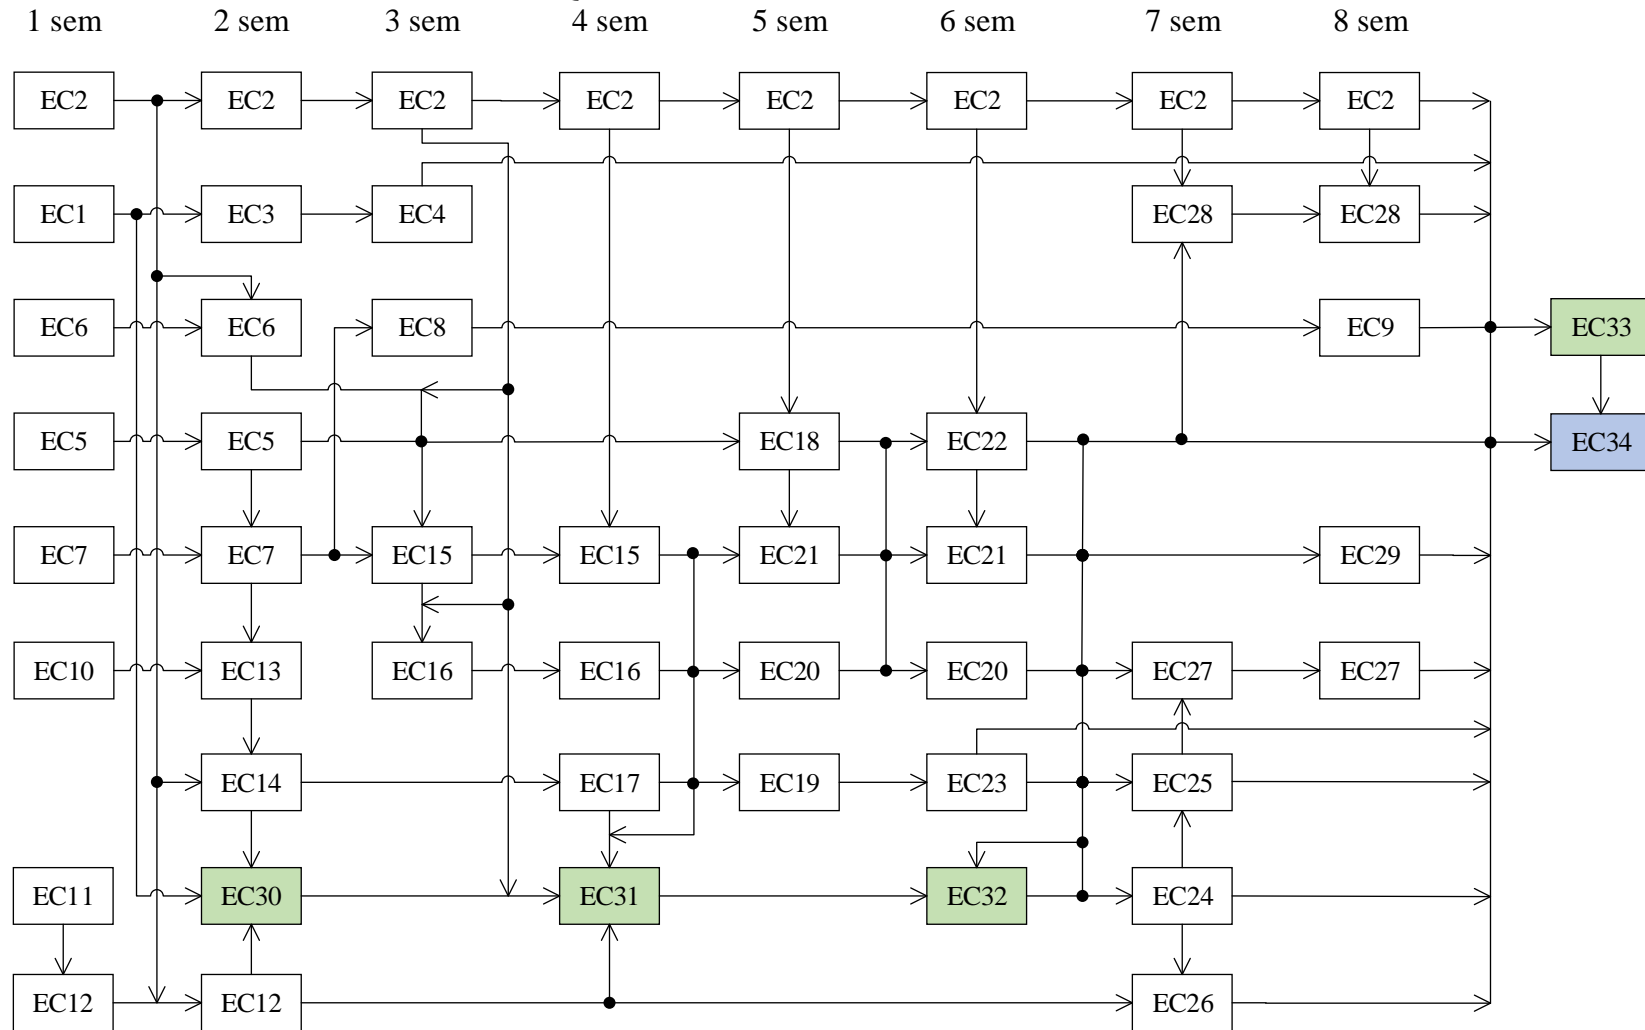 1 sem 2 sem 3 sem 4 sem 5 sem 6 sem 7 sem 8 sem
EC2 EC2 EC2 EC2 EC2 EC2 EC2 EC2
EC1 EC3 EC4 EC28 EC28
EC6 EC6 EC8 EC9 EC33
EC5 EC5 EC18 EC22 EC34
EC7 EC7 EC15 EC15 EC21 EC21 EC29
EC10 EC13 EC16 EC16 EC20 EC20 EC27 EC27
EC14 EC17 EC19 EC23 EC25
EC11 EC30 EC31 EC32 EC24
EC12 EC12 EC26